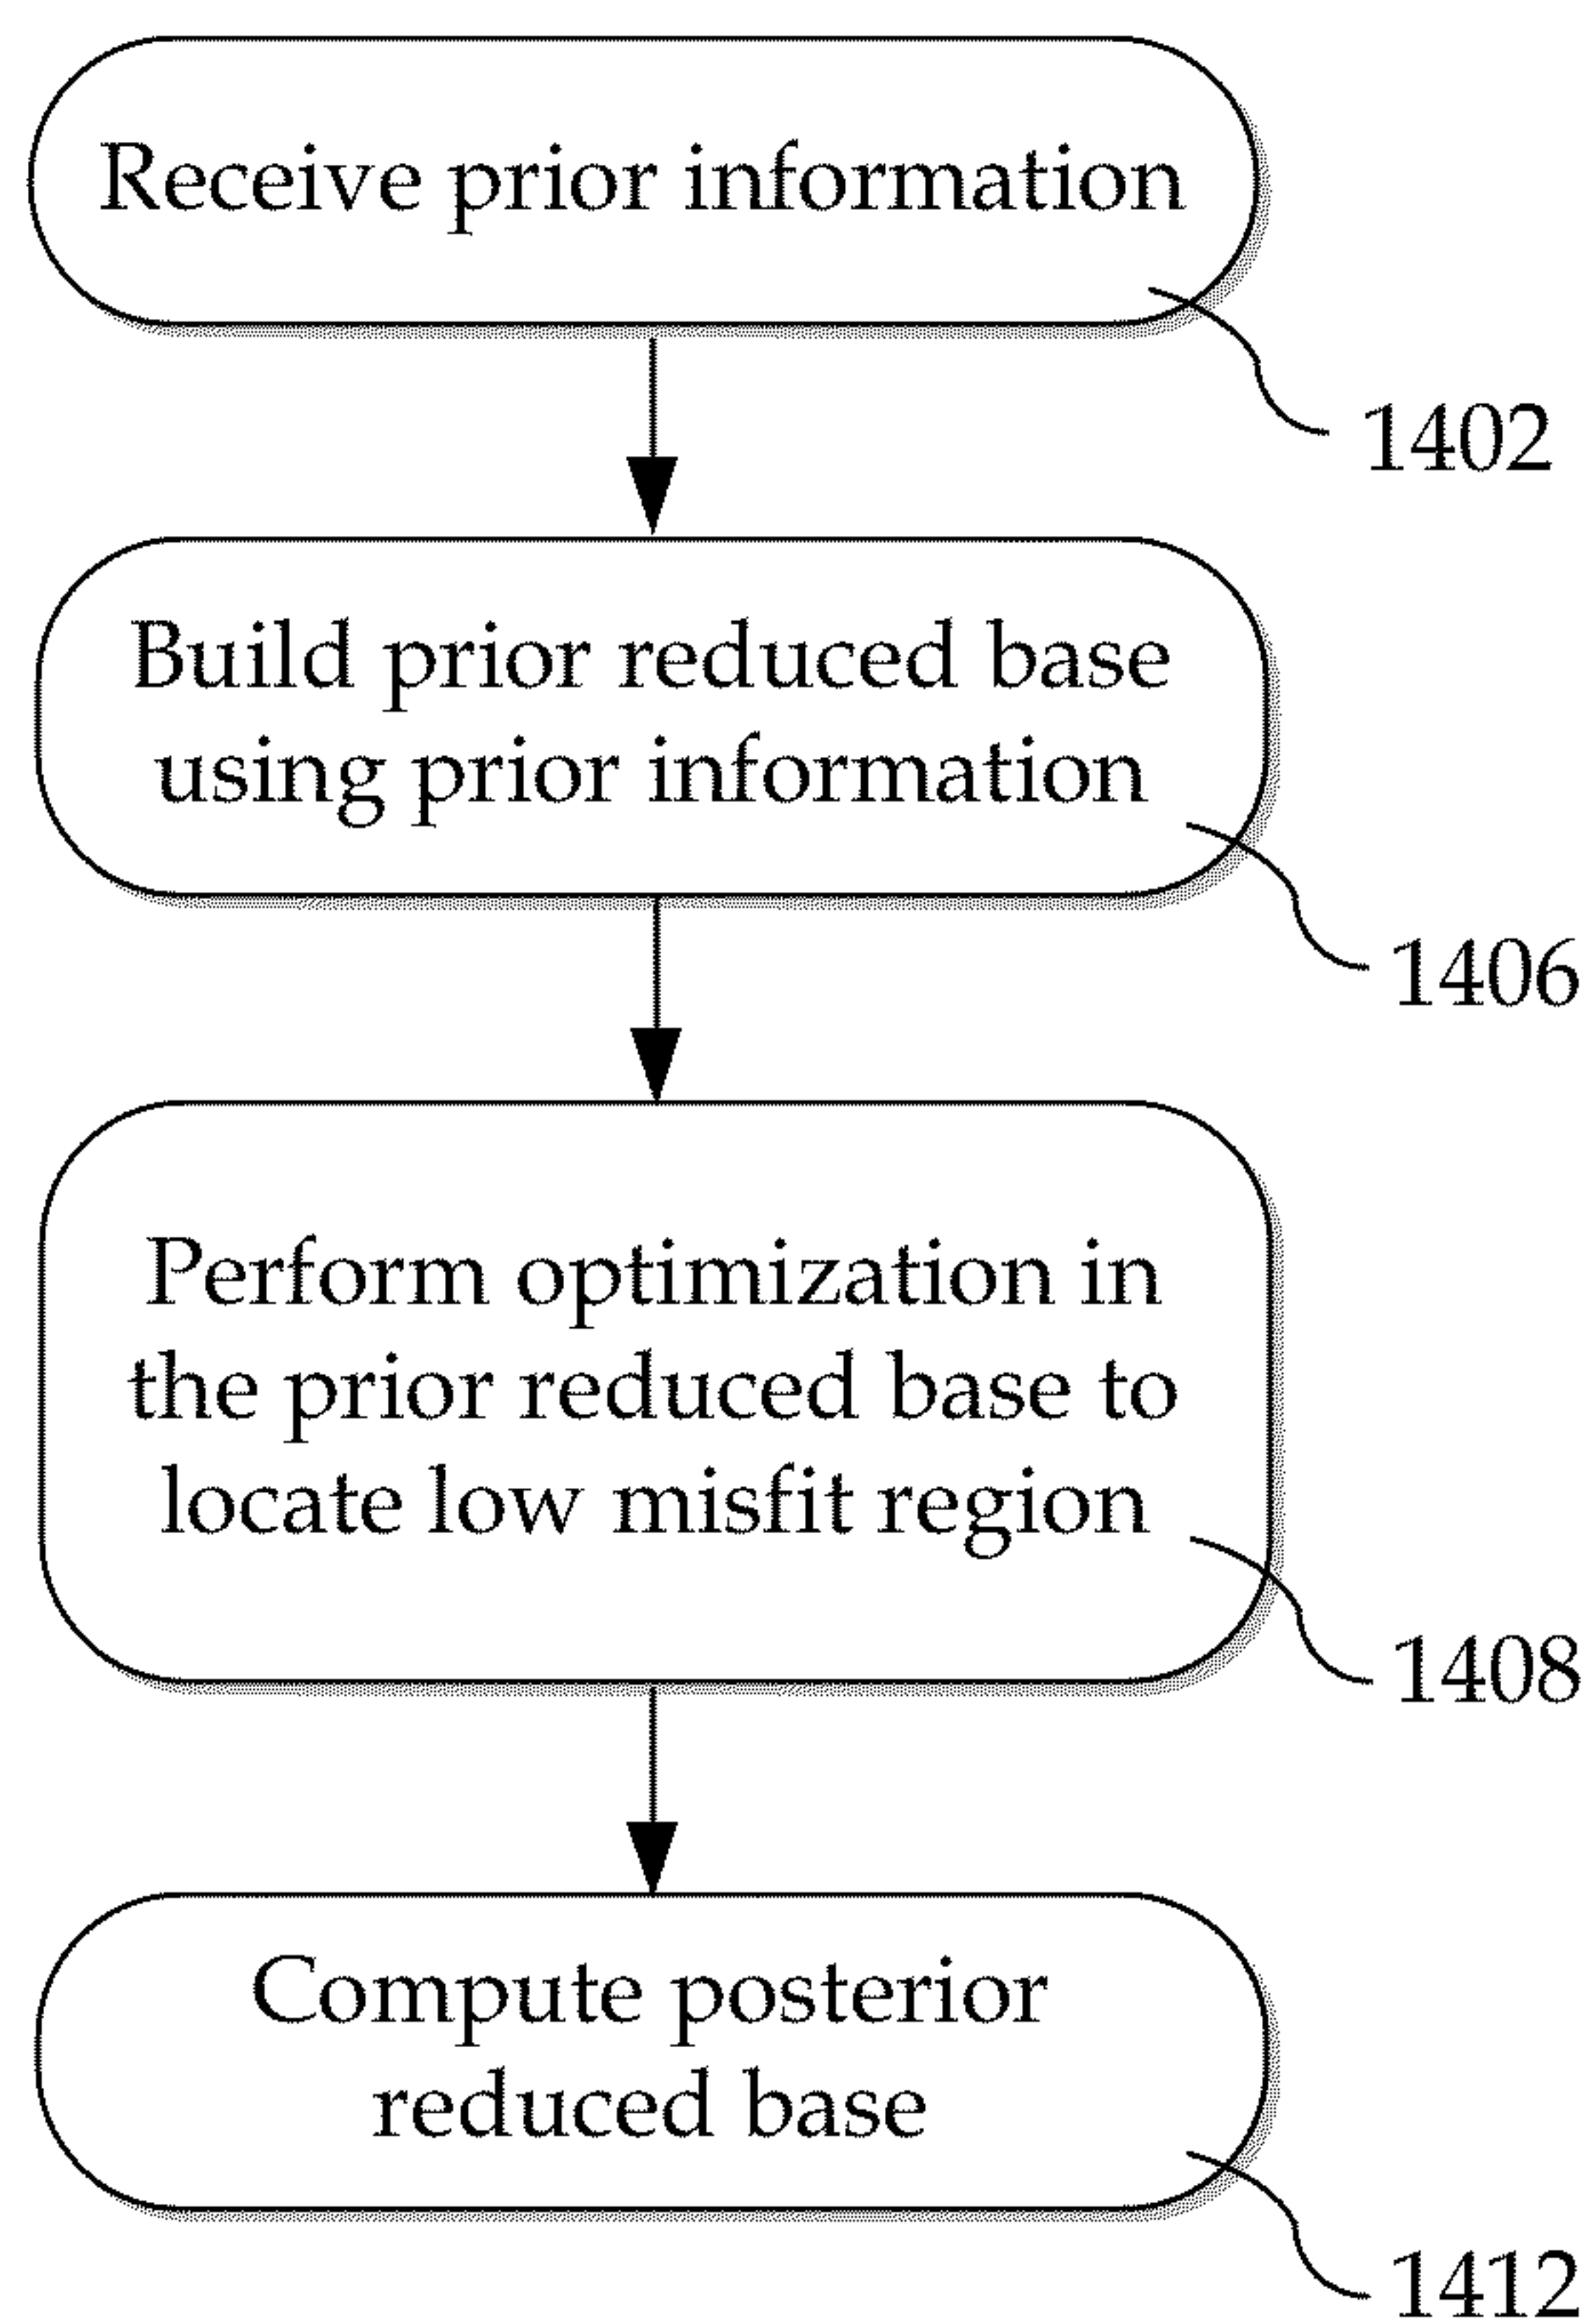 Receive prior information
1402
Build prior reduced base
using prior information
1406
Perform optimization in
the prior reduced base to
locate low misfit region
1408
Compute posterior
reduced base
1412